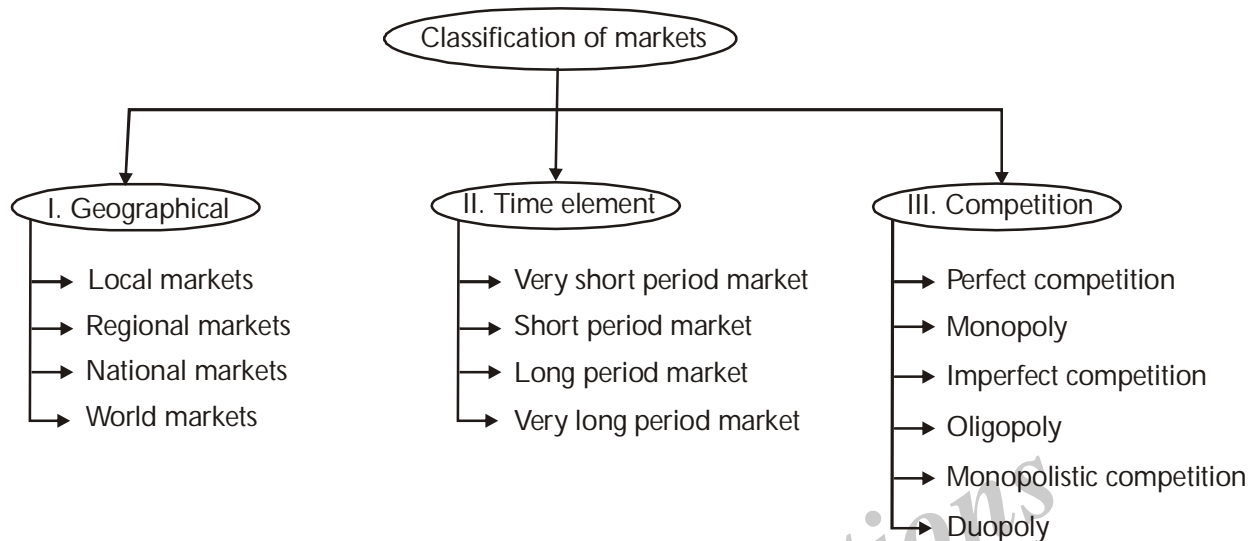 Classification of markets
I. Geographical
Local markets
Regional markets
National markets
World markets
II. Time element
Very short period market
Short period market
Long period market
Very long period market
III. Competition
Perfect competition
Monopoly
Imperfect competition
Oligopoly
Monopolistic competition
Duopoly